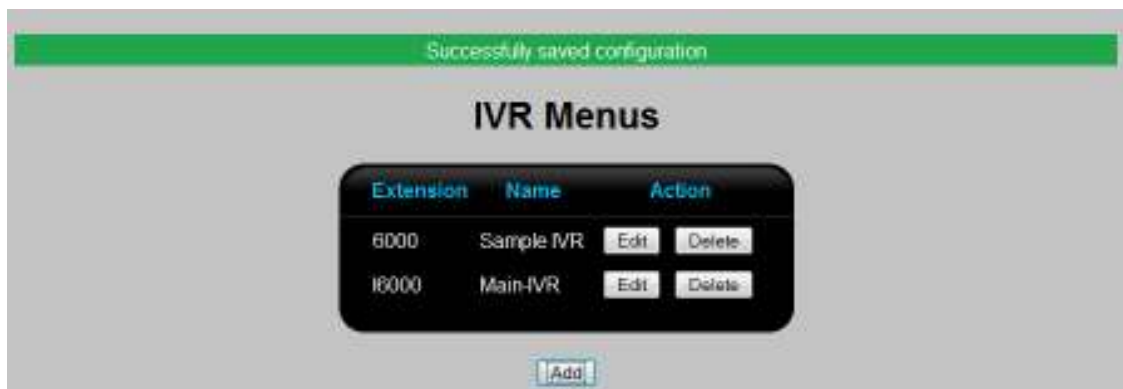 Successfully saved configuration
IVR Menus
Extension Name Action
6000 Sample IVR Edit Delete
I6000 Main-IVR Edit Delete
Add